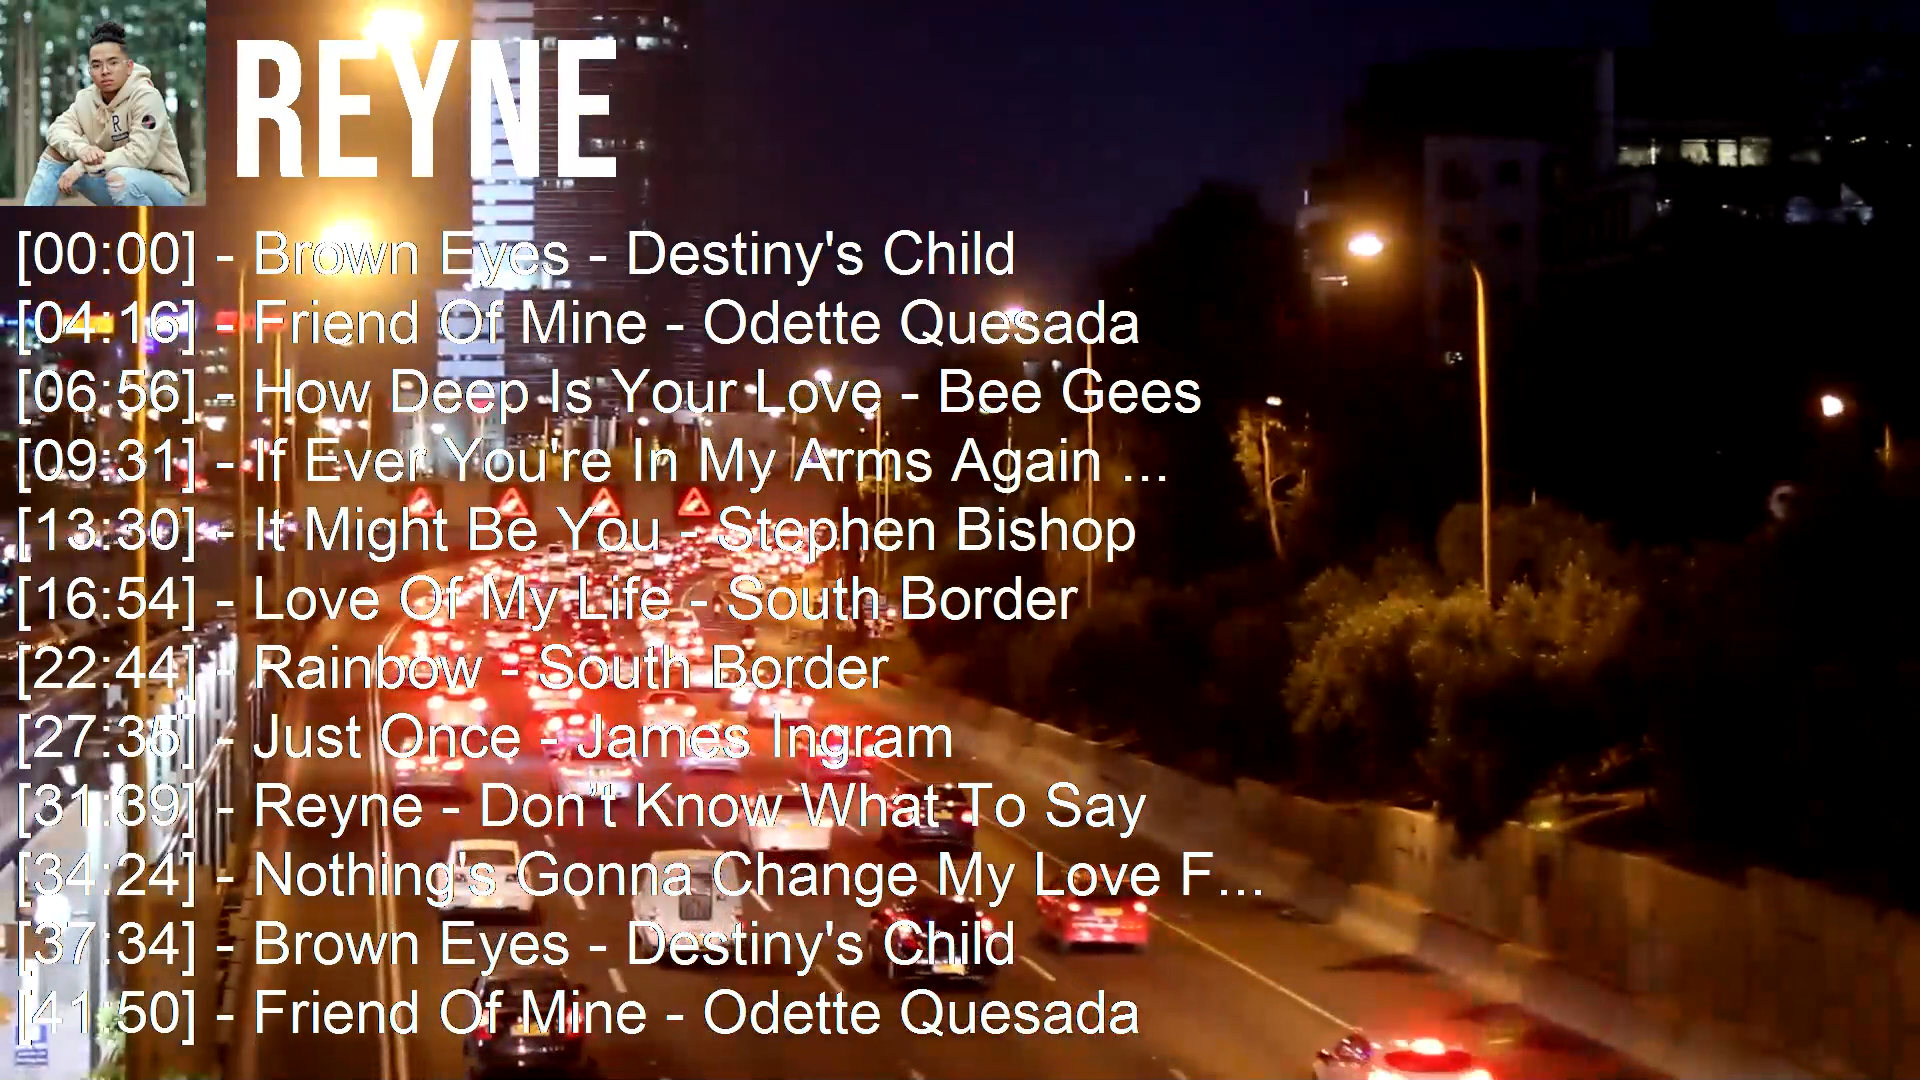 REYNE
[00:00] - Brown Eyes - Destiny's Child
[04:16] - Friend Of Mine - Odette Quesada
[06:56] - How Deep Is Your Love - Bee Gees
[09:31] - If Ever You're In My Arms Again ...
[13:30] - It Might Be You - Stephen Bishop
[16:54] - Love Of My Life - South Border
[22:44] - Rainbow - South Border
[27:35] - Just Once - James Ingram
[31:39] - Reyne - Don't Know What To Say
[34:24] - Nothing's Gonna Change My Love F...
[37:34] - Brown Eyes - Destiny's Child
[41:50] - Friend Of Mine - Odette Quesada